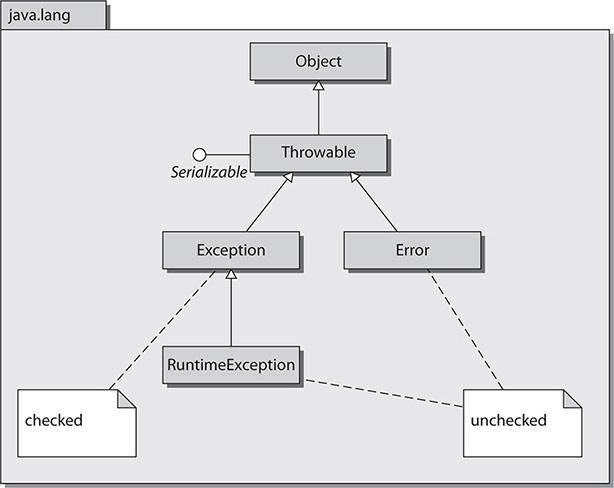 java.lang
Object
Throwable
Serializable
Exception
Error
RuntimeException
checked
unchecked